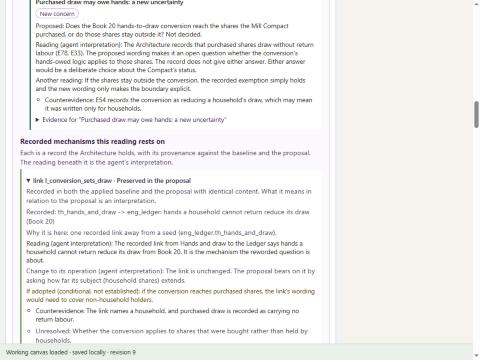 Purchased draw may owe hands: a new uncertainty
New concern
Proposed: Does the Book 20 hands-to-draw conversion reach the shares the Mill Compact
purchased, or do those shares stay outside it? Not decided.
Reading (agent interpretation): The Architecture records that purchased shares draw without return
labour (E78, E33). The proposed wording makes it an open question whether the conversion's
hands-owed logic applies to those shares. The record does not give either answer. Either answer
would be a deliberate choice about the Compact's status.
Another reading: If the shares stay outside the conversion, the recorded exemption simply holds
and the new wording only makes the boundary explicit.
Counterevidence: E54 records the conversion as reducing a household's draw, which may mean
it was written only for households.
▶ Evidence for "Purchased draw may owe hands: a new uncertainty"
Recorded mechanisms this reading rests on
Each is a record the Architecture holds, with its provenance against the baseline and the proposal.
The reading beneath it is the agent's interpretation.
▼ link l_conversion_sets_draw · Preserved in the proposal
Recorded in both the applied baseline and the proposal with identical content. What it means in
relation to the proposal is an interpretation.
Recorded: th_hands_and_draw -> eng_ledger: hands a household cannot return reduce its draw
(Book 20)
Why it is here: one recorded link away from a seed (eng_ledger.th_hands_and_draw).
Reading (agent interpretation): The recorded link from Hands and draw to the Ledger says hands a
household cannot return reduce its draw from Book 20. It is the mechanism the reworded question is
about.
Change to its operation (agent interpretation): The link is unchanged. The proposal bears on it by
asking how far its subject (household shares) extends.
If adopted (conditional, not established): if the conversion reaches purchased shares, the link's wording
would need to cover non-household holders.
Counterevidence: The link names a household, and purchased draw is recorded as carrying no
return labour.
Unresolved: Whether the conversion applies to shares that were bought rather than held by
households.
Working canvas loaded · saved locally · revision 9